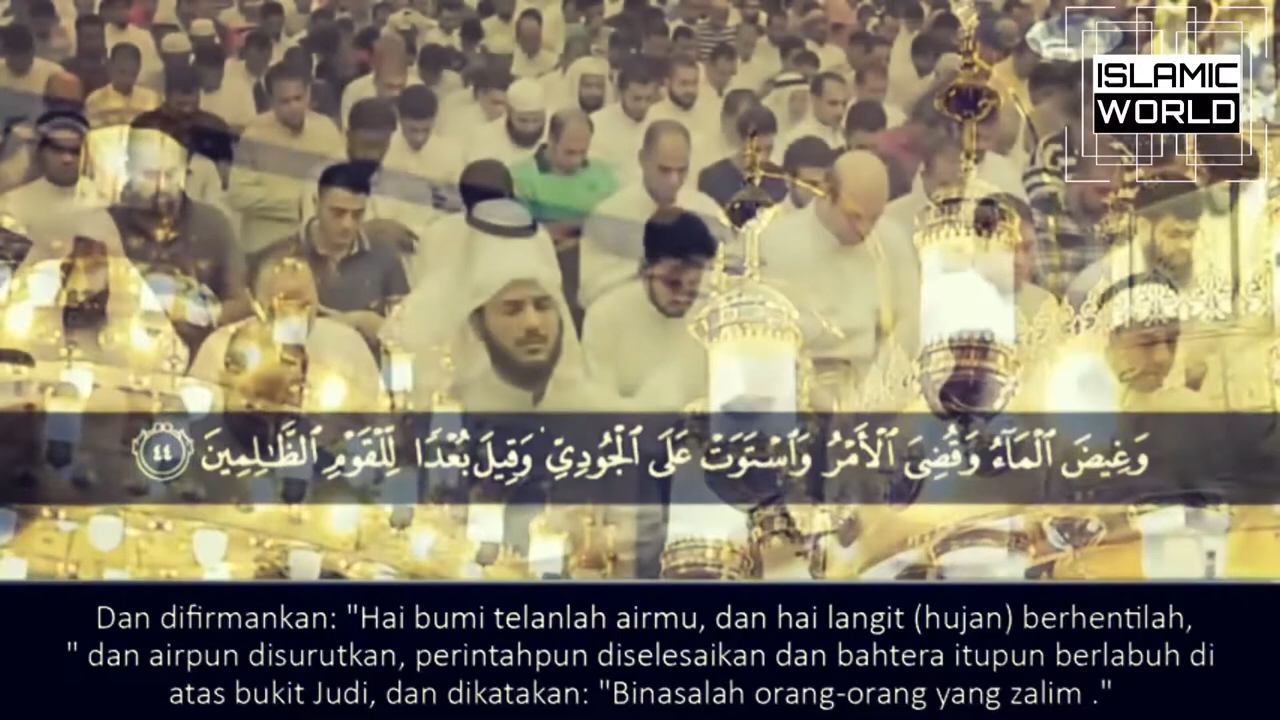 ISLAMIC
WORLD
وَغِيضَ ٱلْمَآءُ وَقُضِىَ ٱلْأَمْرُ وَٱسْتَوَتْ عَلَى ٱلْجُودِىِّ ۖ وَقِيلَ بُعْدًا لِّلْقَوْمِ ٱلظَّـٰلِمِينَ ٤٤
Dan difirmankan: "Hai bumi telanlah airmu, dan hai langit (hujan) berhentilah,
" dan airpun disurutkan, perintahpun diselesaikan dan bahtera itupun berlabuh di
atas bukit Judi, dan dikatakan: "Binasalah orang-orang yang zalim ."